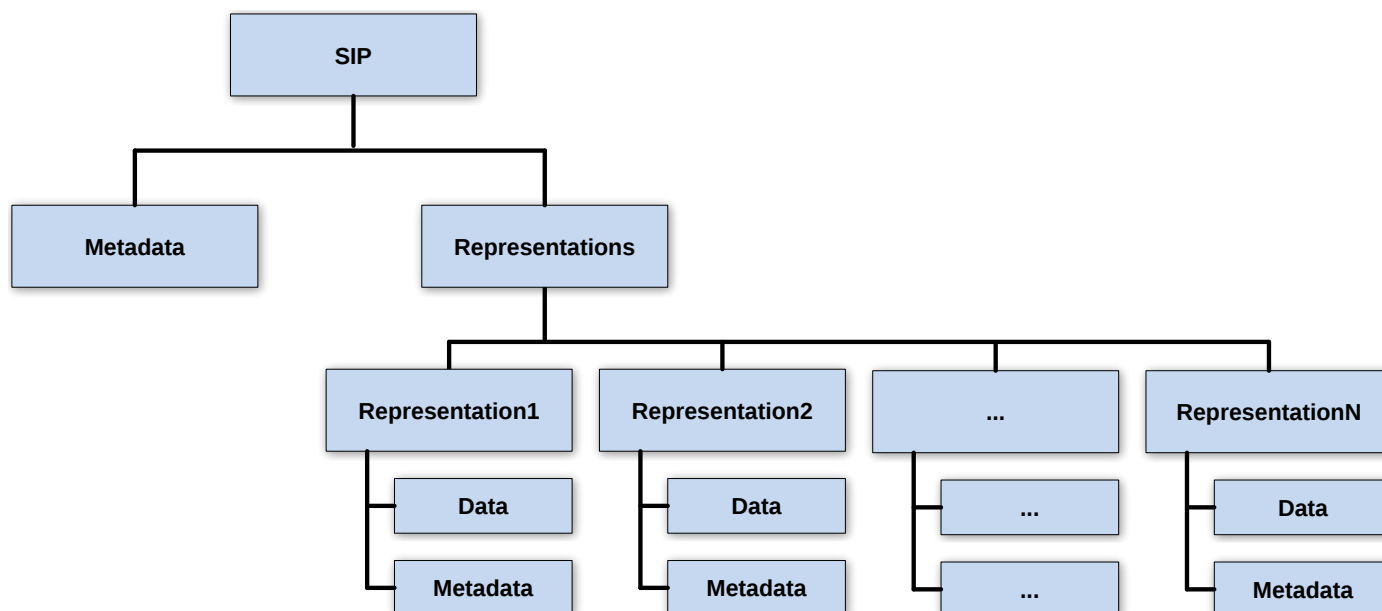 SIP
Metadata
Representations
Representation1
Representation2
...
RepresentationN
Data
Data
...
Data
Metadata
Metadata
...
Metadata